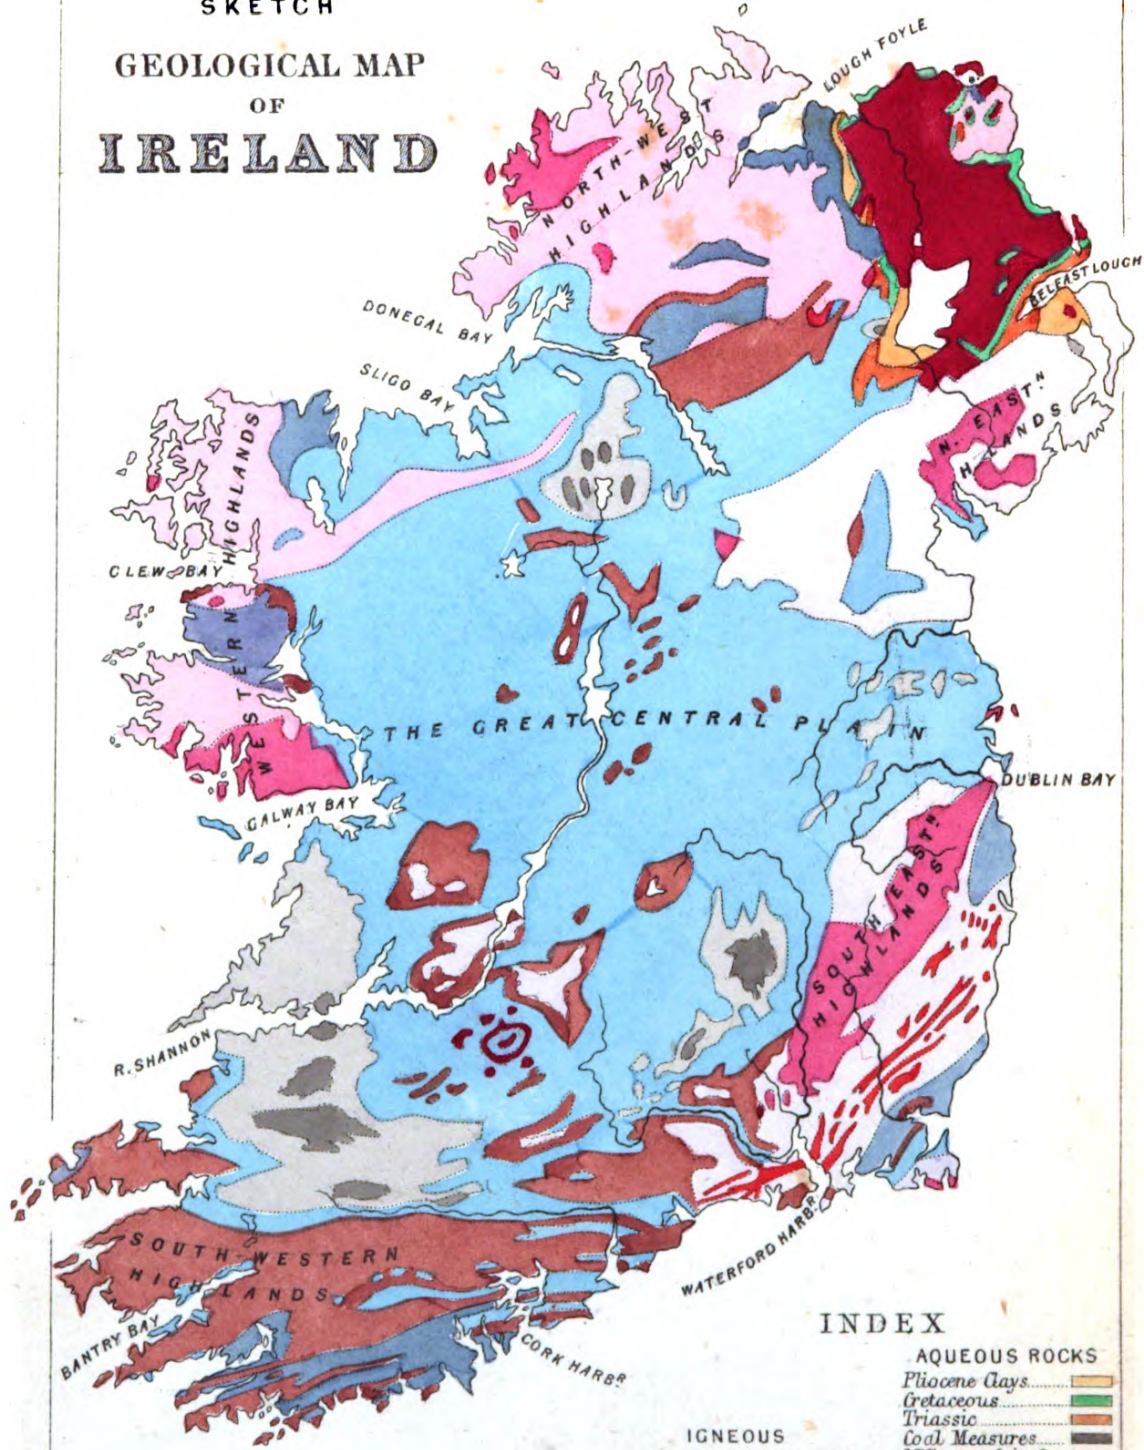 SKETCH
GEOLOGICAL MAP
OF
IRELAND
LOUGH FOYLE
NORTH-WEST
HIGHLANDS
BELFAST LOUGH
DONEGAL BAY
SLIGO BAY
N. EASTN
HLANDS
WESTERN HIGHLANDS
CLEW BAY
THE GREAT CENTRAL PLAIN
DUBLIN BAY
GALWAY BAY
SOUTH EASTN
HIGHLANDS
R. SHANNON
SOUTH-WESTERN
HIGHLANDS
WATERFORD HARBR.
BANTRY BAY
CORK HARBR.
INDEX
AQUEOUS ROCKS
Pliocene Clays
Cretaceous
Triassic
Coal Measures
IGNEOUS